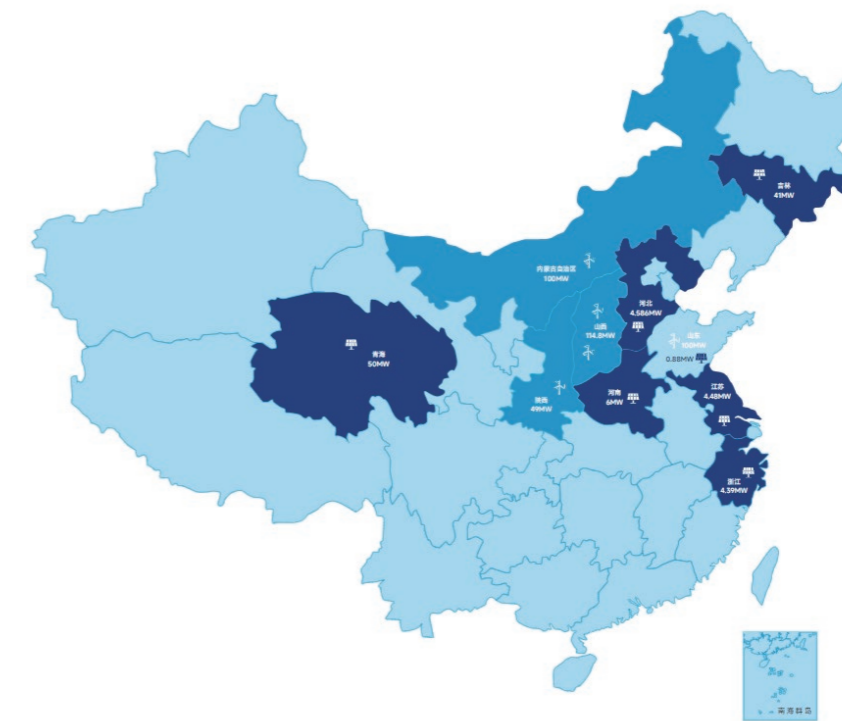 吉林
41MW
内蒙古自治区
100MW
河北
4.586MW
山西
114.8MW
山东
100MW
0.88MW
青海
50MW
陕西
49MW
河南
6MW
江苏
4.48MW
浙江
4.39MW
南海群岛